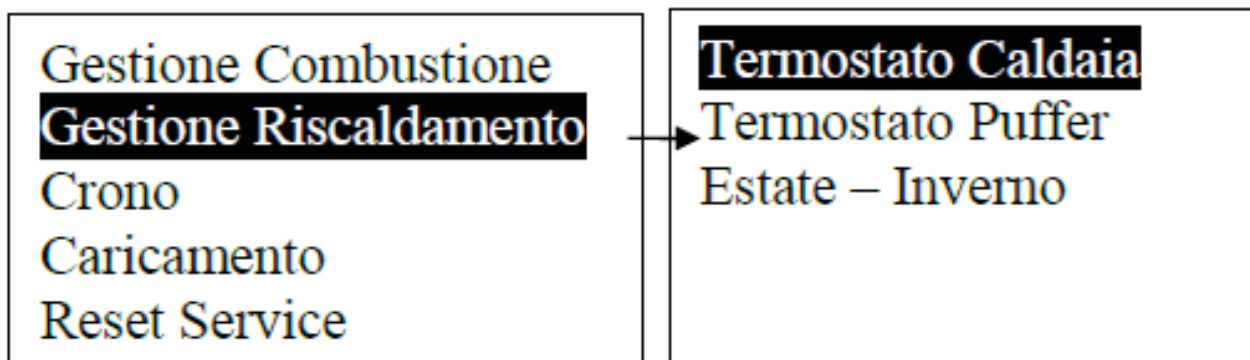 Gestione Combustione
Gestione Riscaldamento
Crono
Caricamento
Reset Service
Termostato Caldaia
Termostato Puffer
Estate – Inverno